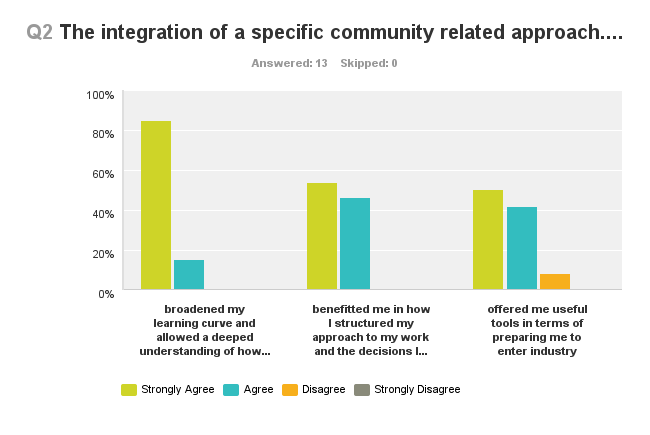 Q2 The integration of a specific community related approach....
Answered: 13 Skipped: 0
100%
80%
60%
40%
20%
0%
broadened my
learning curve and
allowed a deeped
understanding of how...
benefitted me in how
I structured my
approach to my work
and the decisions I...
offered me useful
tools in terms of
preparing me to
enter industry
Strongly Agree Agree Disagree Strongly Disagree